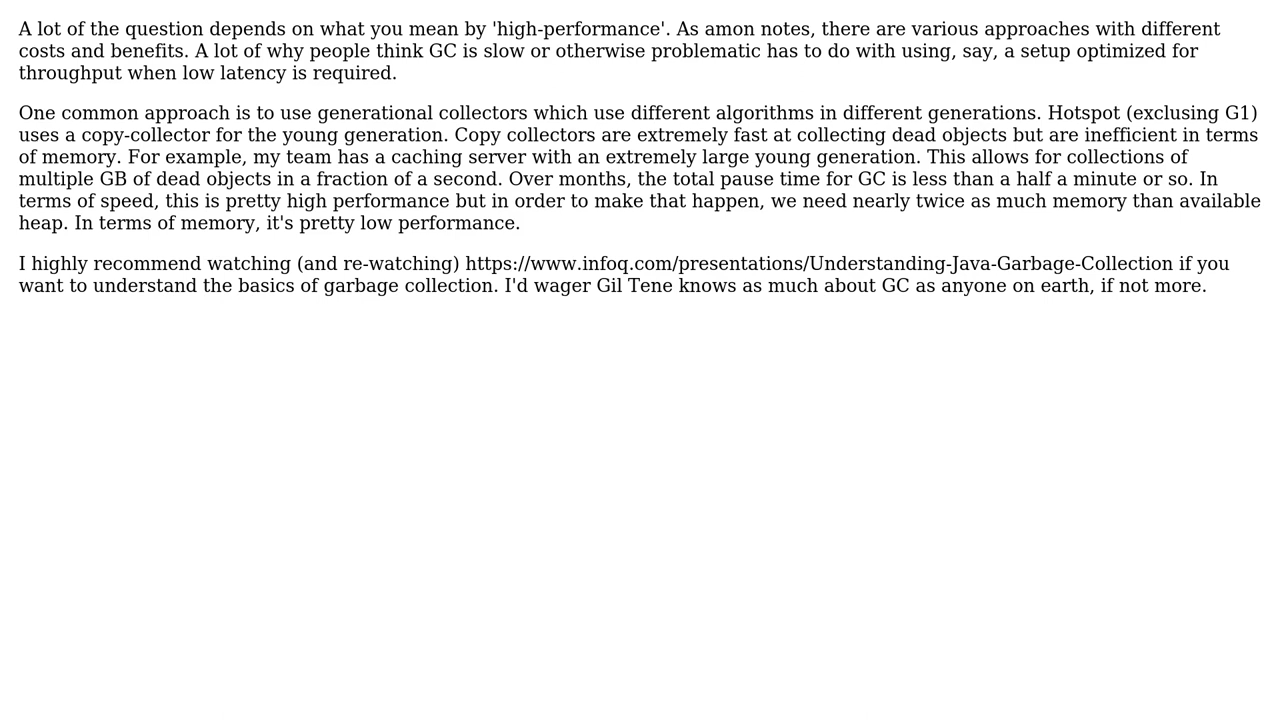 A lot of the question depends on what you mean by 'high-performance'. As amon notes, there are various approaches with different
costs and benefits. A lot of why people think GC is slow or otherwise problematic has to do with using, say, a setup optimized for
throughput when low latency is required.
One common approach is to use generational collectors which use different algorithms in different generations. Hotspot (exclusing G1)
uses a copy-collector for the young generation. Copy collectors are extremely fast at collecting dead objects but are inefficient in terms
of memory. For example, my team has a caching server with an extremely large young generation. This allows for collections of
multiple GB of dead objects in a fraction of a second. Over months, the total pause time for GC is less than a half a minute or so. In
terms of speed, this is pretty high performance but in order to make that happen, we need nearly twice as much memory than available
heap. In terms of memory, it's pretty low performance.
I highly recommend watching (and re-watching) https://www.infoq.com/presentations/Understanding-Java-Garbage-Collection if you
want to understand the basics of garbage collection. I'd wager Gil Tene knows as much about GC as anyone on earth, if not more.